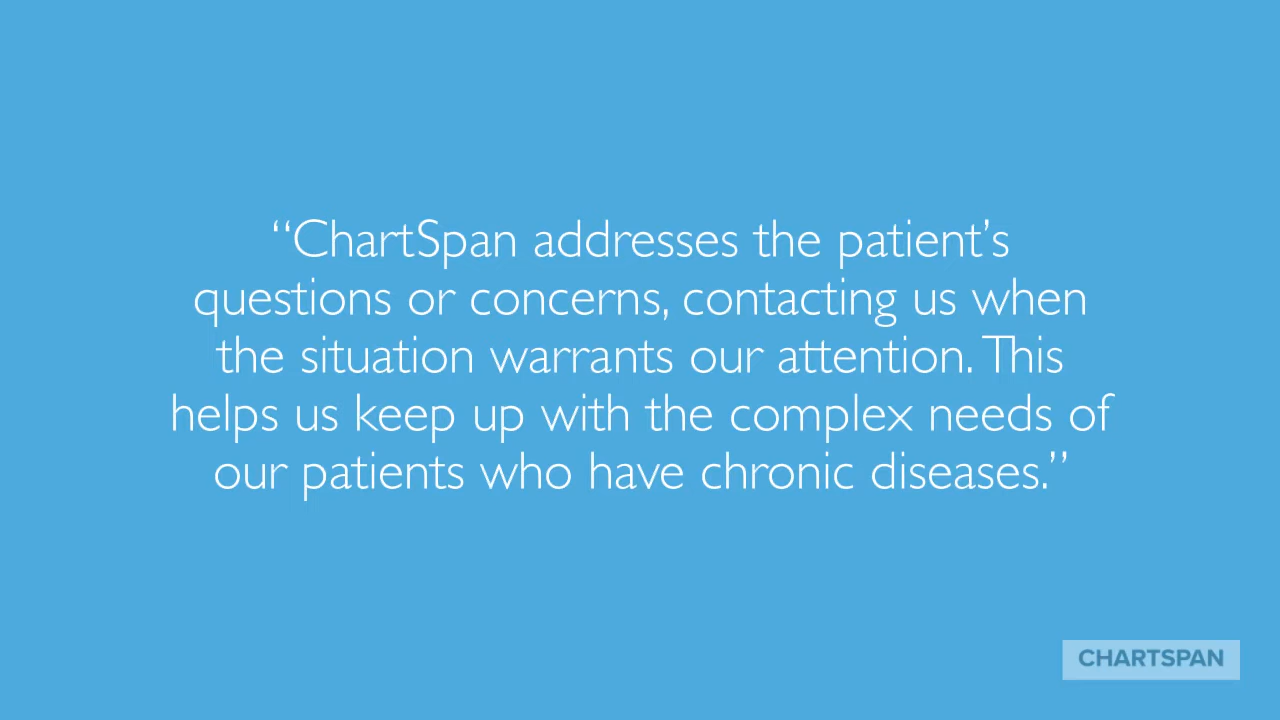 “ChartSpan addresses the patient’s
questions or concerns, contacting us when
the situation warrants our attention. This
helps us keep up with the complex needs of
our patients who have chronic diseases.”
CHARTSPAN